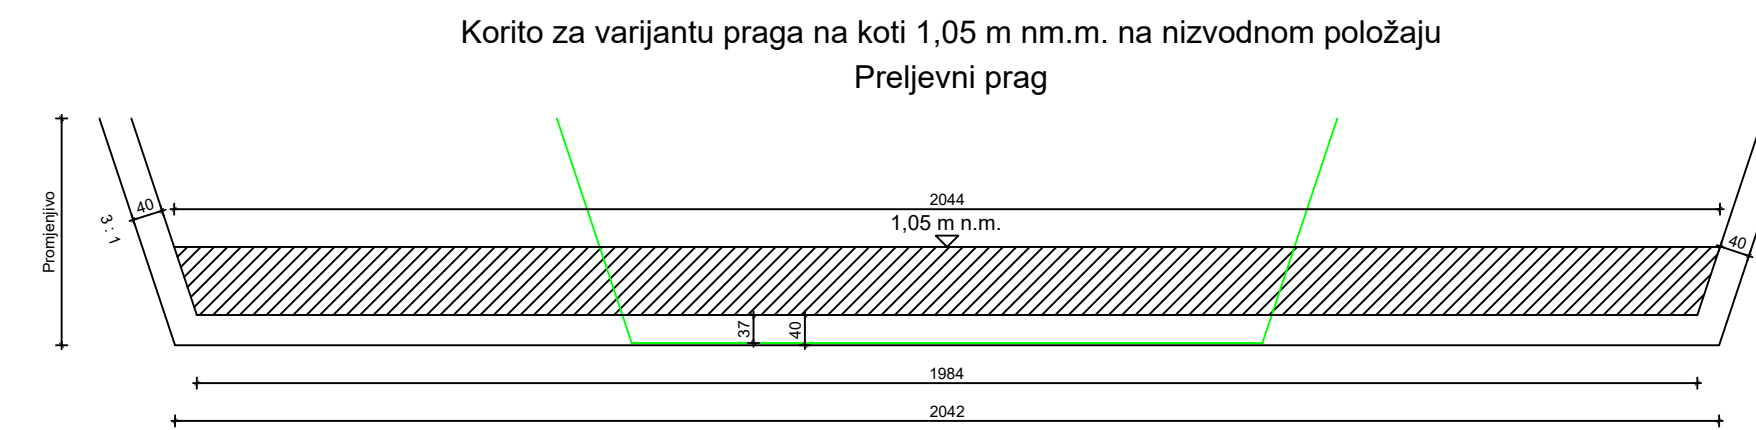 Korito za varijantu praga na koti 1,05 m nm.m. na nizvodnom položaju
Preljevni prag
Promjenjivo
3 : 1
40
2044
1,05 m n.m.
40
37
40
1984
2042